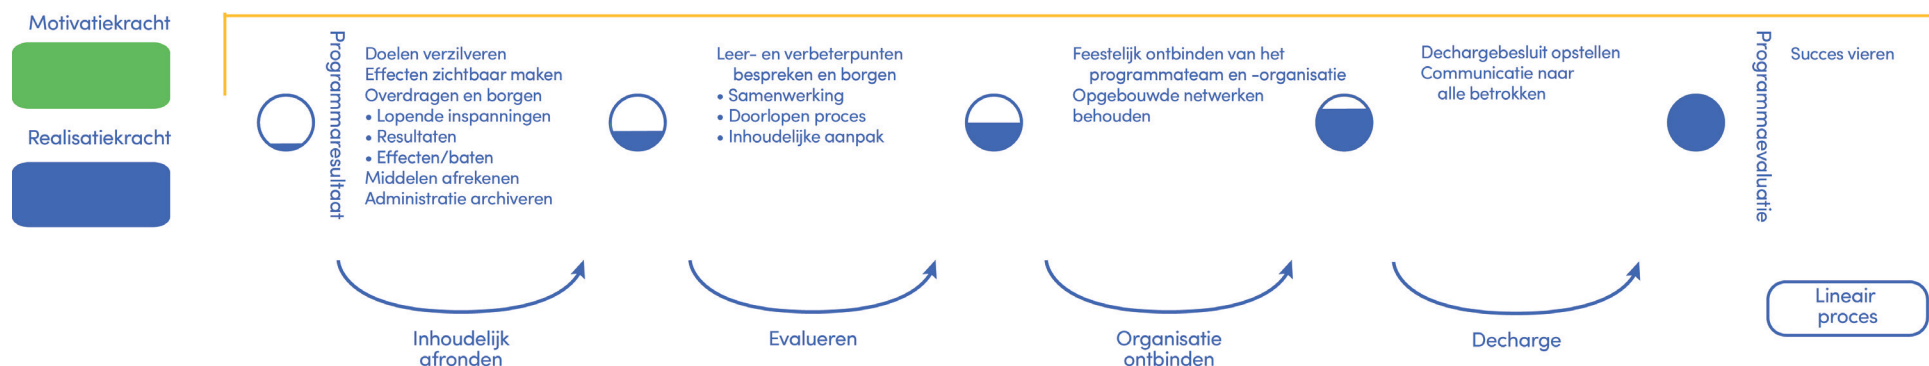 Motivatiekracht
Realisatiekracht
Programmaresultaat
Doelen verzilveren
Effecten zichtbaar maken
Overdragen en borgen
• Lopende inspanningen
• Resultaten
• Effecten/baten
Middelen afrekenen
Administratie archiveren
Leer- en verbeterpunten
bespreken en borgen
• Samenwerking
• Doorlopen proces
• Inhoudelijke aanpak
Feestelijk ontbinden van het
programmateam en -organisatie
Opgebouwde netwerken
behouden
Dechargebesluit opstellen
Communicatie naar
alle betrokken
Programmaevaluatie
Succes vieren
Inhoudelijk
afronden
Evalueren
Organisatie
ontbinden
Decharge
Lineair
proces